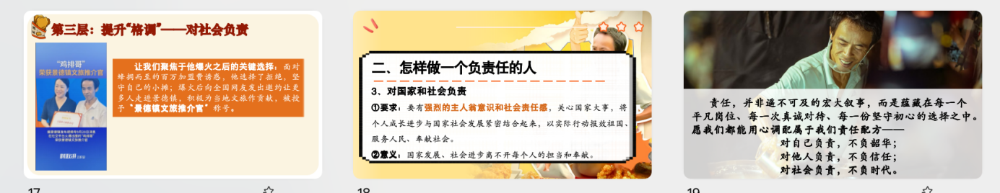 第三层：提升“格调”——对社会负责
“鸡排哥”
荣获景德镇文旅推介官
让我们聚焦于他爆火之后的关键选择：面对
蜂拥而至的百万加盟费诱惑，他选择了拒绝，坚
守自己的小摊；爆火后向全国网友发出邀约让更
多人走进景德镇，积极为当地文旅作贡献，被授
予“景德镇文旅推介官”称号。
17
二、怎样做一个负责任的人
3、对国家和社会负责
①要求：要有强烈的主人翁意识和社会责任感，关心国家大事，将
个人成长进步与国家社会发展紧密结合起来，以实际行动报效祖国、
服务人民、奉献社会。
②意义：国家发展、社会进步离不开每个人的担当和奉献。
18
责任，并非遥不可及的宏大叙事，而是蕴藏在每一个
平凡岗位、每一次真诚对待、每一份坚守初心的选择之中。
愿我们都能用心调配属于我们责任配方——
对自己负责，不负韶华；
对他人负责，不负信任；
对社会负责，不负时代。
19